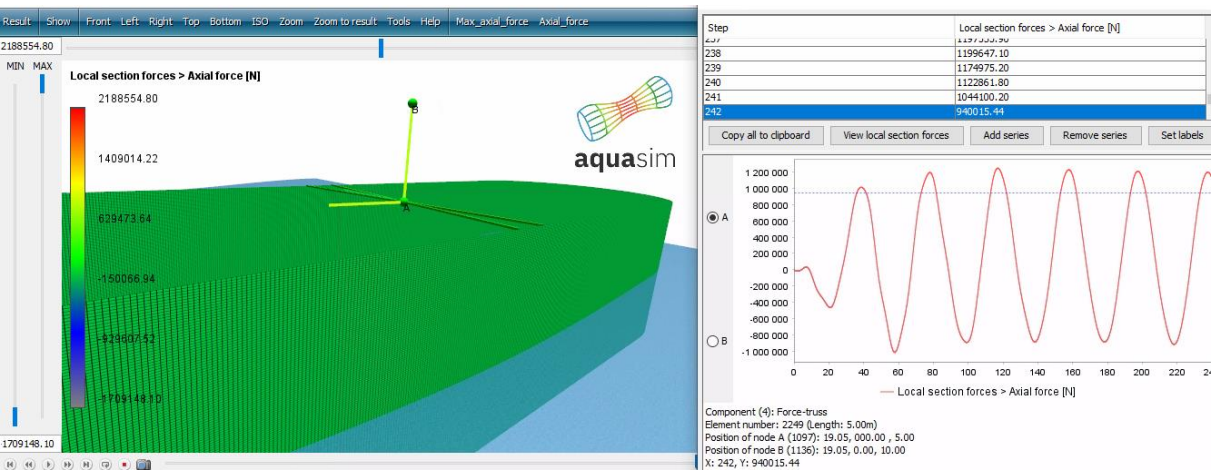 Result Show Front Left Right Top Bottom ISO Zoom Zoom to result Tools Help Max_axial_force Axial_force
2188554.80
MIN MAX
Local section forces > Axial force [N]
2188554.80
1409014.22
629473.64
-150066.94
-929607.52
-1709148.10
B
A
aquasim
1709148.10
Step Local section forces > Axial force [N]
237 1197555.90
238 1199647.10
239 1174975.20
240 1122861.80
241 1044100.20
242 940015.44
Copy all to clipboard View local section forces Add series Remove series Set labels
A
B
1 200 000
1 000 000
800 000
600 000
400 000
200 000
0
-200 000
-400 000
-600 000
-800 000
-1 000 000
0 20 40 60 80 100 120 140 160 180 200 220 24
Local section forces > Axial force [N]
Component (4): Force-truss
Element number: 2249 (Length: 5.00m)
Position of node A (1097): 19.05, 000.00 , 5.00
Position of node B (1136): 19.05, 0.00, 10.00
X: 242, Y: 940015.44